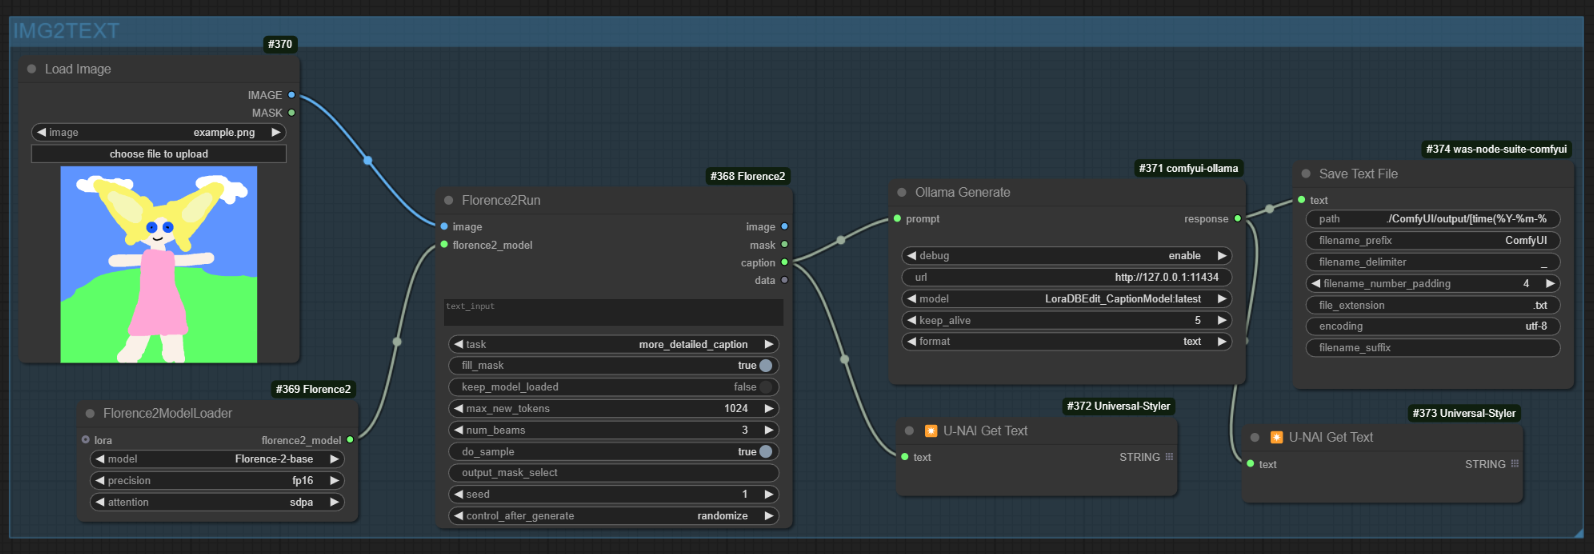 IMG2TEXT
#370
Load Image
IMAGE
MASK
image example.png
choose file to upload
#369 Florence2
Florence2ModelLoader
lora florence2_model
model Florence-2-base
precision fp16
attention sdpa
#368 Florence2
Florence2Run
image image
florence2_model mask
caption
data
text_input
task more_detailed_caption
fill_mask true
keep_model_loaded false
max_new_tokens 1024
num_beams 3
do_sample true
output_mask_select
seed 1
control_after_generate randomize
#371 comfyui-ollama
Ollama Generate
prompt response
debug enable
url http://127.0.0.1:11434
model LoraDBEdit_CaptionModel:latest
keep_alive 5
format text
#372 Universal-Styler
U-NAI Get Text
text STRING
#374 was-node-suite-comfyui
Save Text File
text
path ./ComfyUI/output/[time(%Y-%m-%
filename_prefix ComfyUI
filename_delimiter _
filename_number_padding 4
file_extension .txt
encoding utf-8
filename_suffix
#373 Universal-Styler
U-NAI Get Text
text STRING